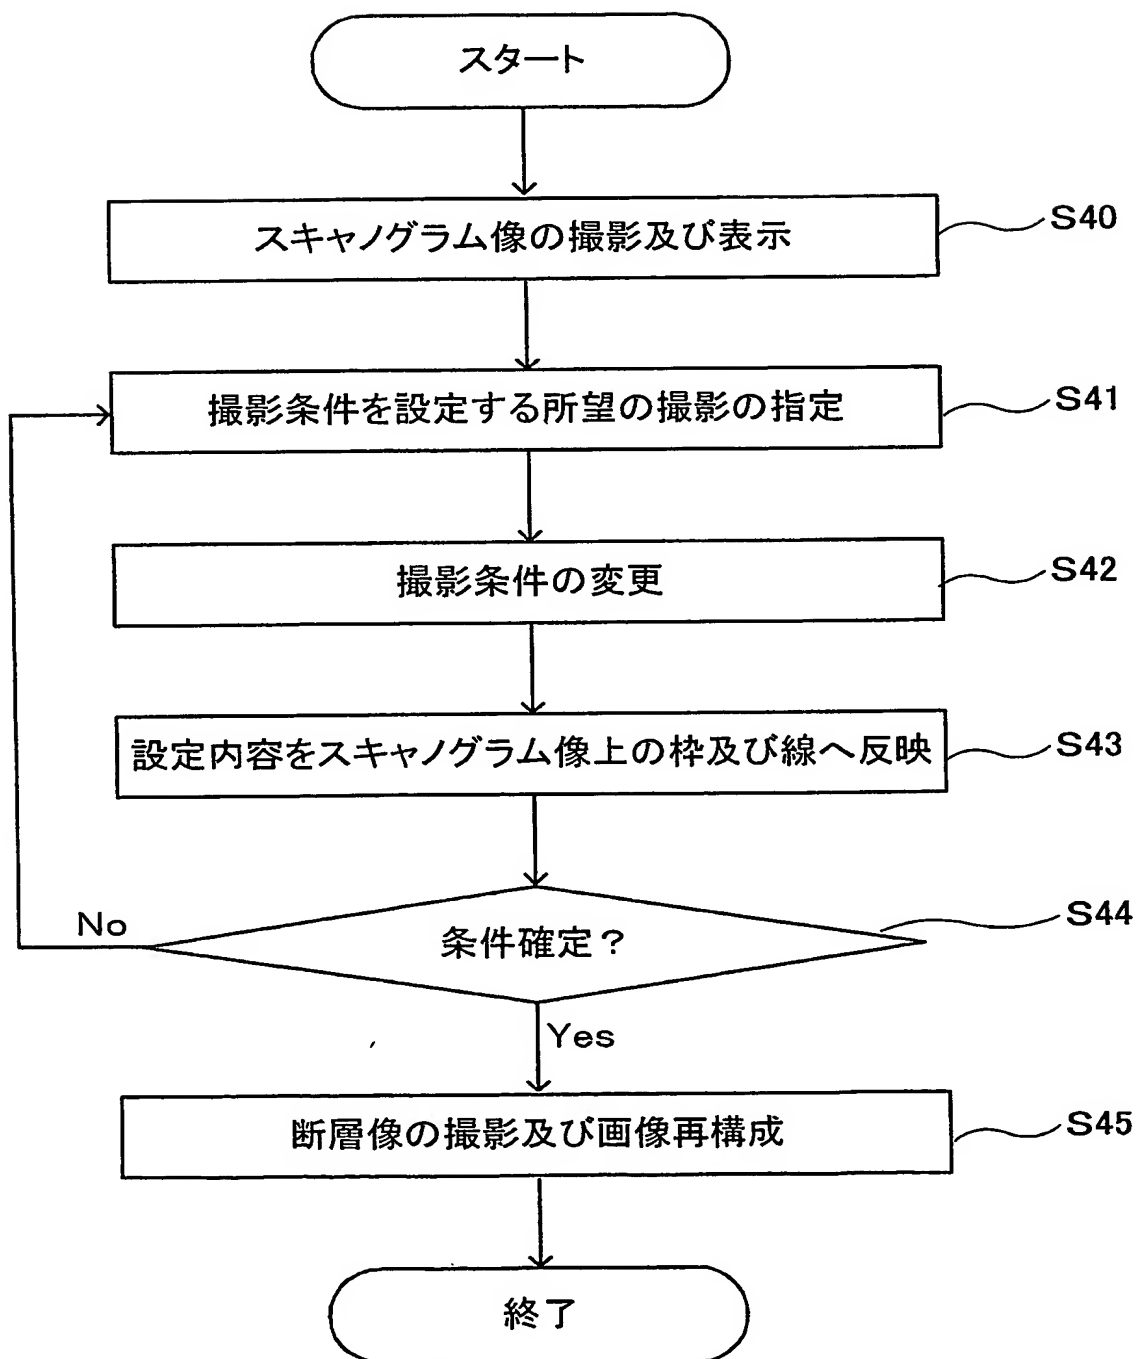 スタート
スキャノグラム像の撮影及び表示
S40
撮影条件を設定する所望の撮影の指定
S41
撮影条件の変更
S42
設定内容をスキャノグラム像上の枠及び線へ反映
S43
条件確定？
S44
No
Yes
断層像の撮影及び画像再構成
S45
終了